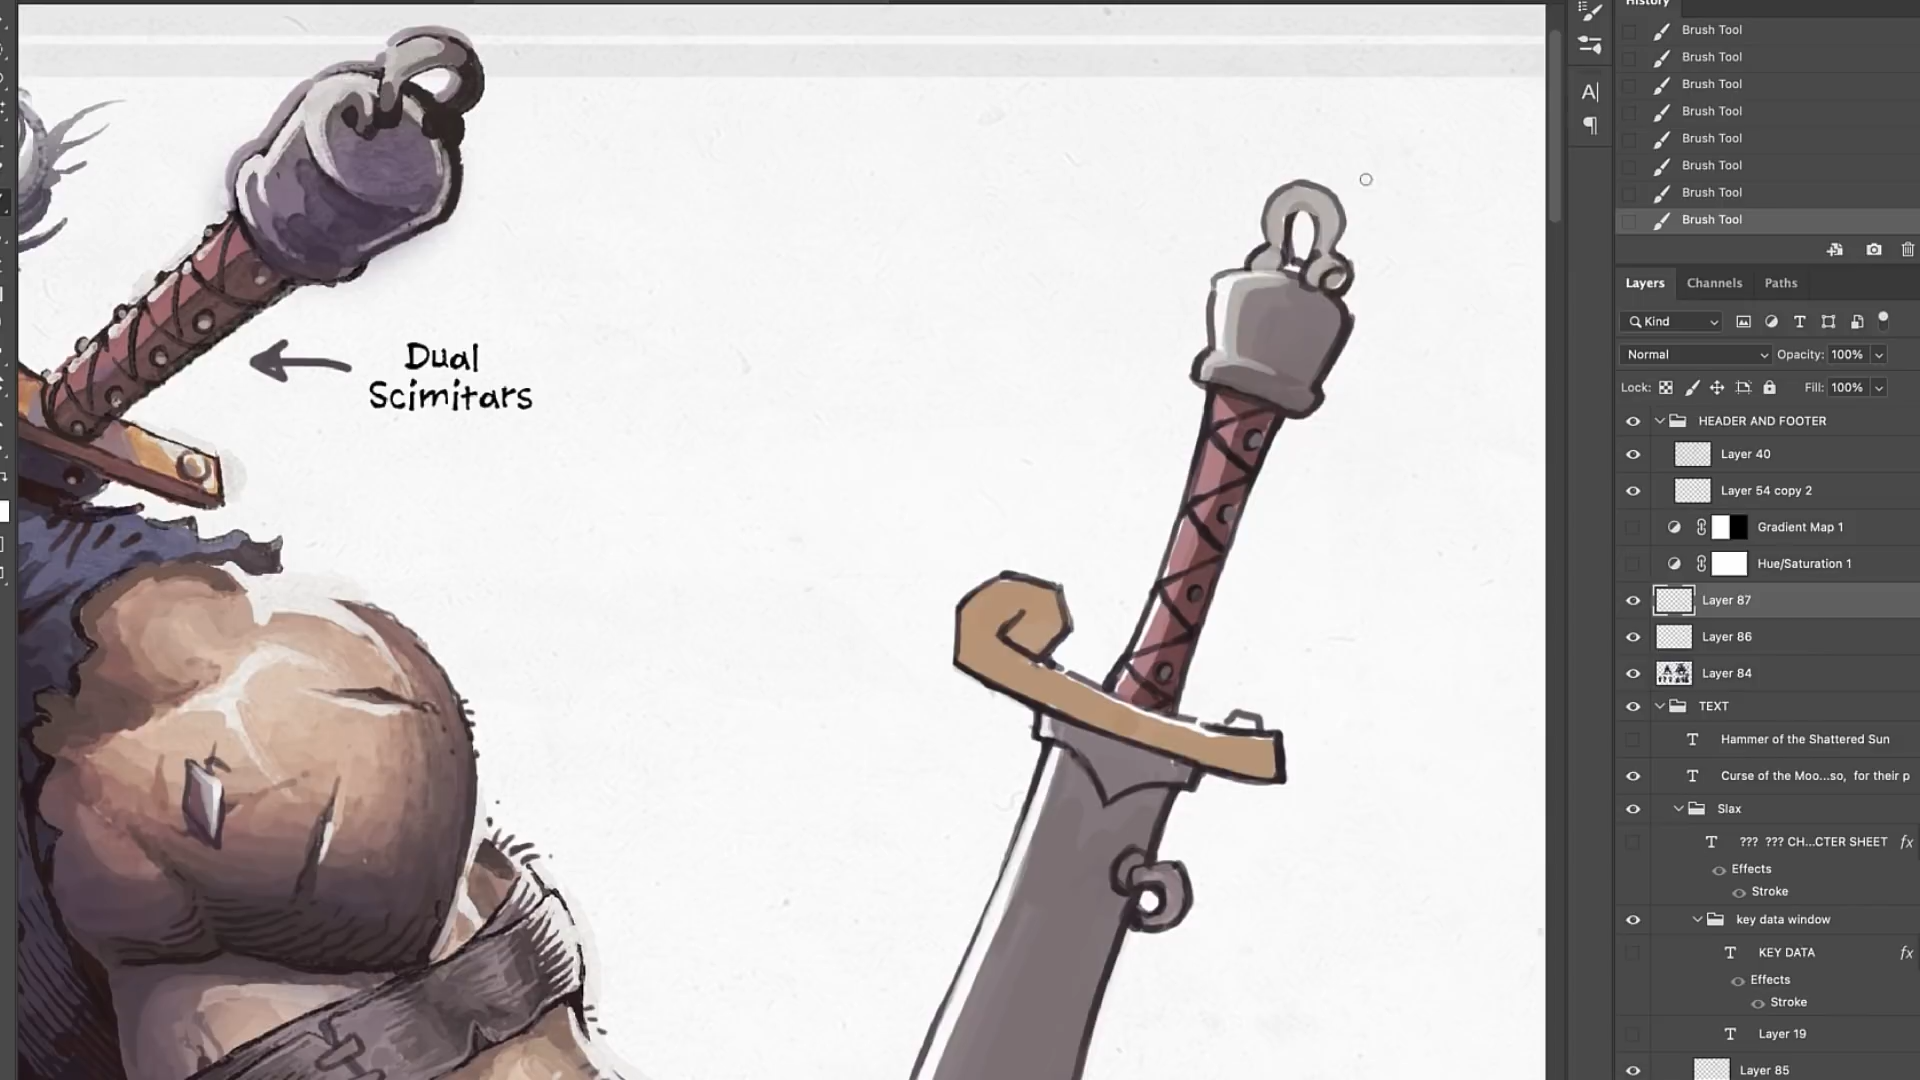 Dual
Scimitars
History
Brush Tool
Brush Tool
Brush Tool
Brush Tool
Brush Tool
Brush Tool
Brush Tool
Brush Tool
Layers
Channels
Paths
Kind
Normal
Opacity: 100%
Lock:
Fill: 100%
HEADER AND FOOTER
Layer 40
Layer 54 copy 2
Gradient Map 1
Hue/Saturation 1
Layer 87
Layer 86
Layer 84
TEXT
T Hammer of the Shattered Sun
T Curse of the Moo...so, for their p
Slax
T ??? ??? CH...CTER SHEET fx
Effects
Stroke
key data window
T KEY DATA fx
Effects
Stroke
T Layer 19
Layer 85